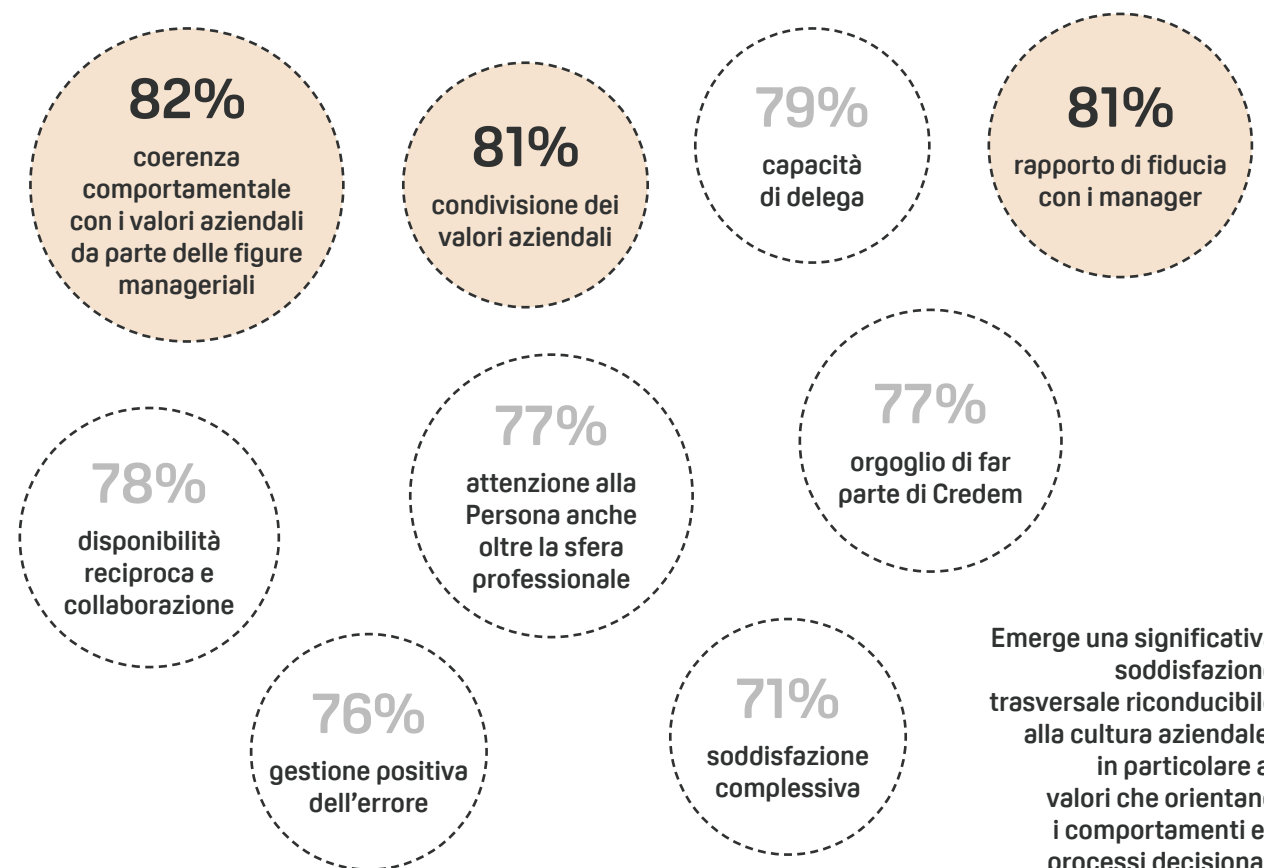 82%
coerenza
comportamentale
con i valori aziendali
da parte delle figure
manageriali
81%
condivisione dei
valori aziendali
79%
capacità
di delega
81%
rapporto di fiducia
con i manager
78%
disponibilità
reciproca e
collaborazione
77%
attenzione alla
Persona anche
oltre la sfera
professionale
77%
orgoglio di far
parte di Credem
76%
gestione positiva
dell'errore
71%
soddisfazione
complessiva
Emerge una
trasversale
alla cultura aziendale
in particolare
valori che
i comportamenti
processi